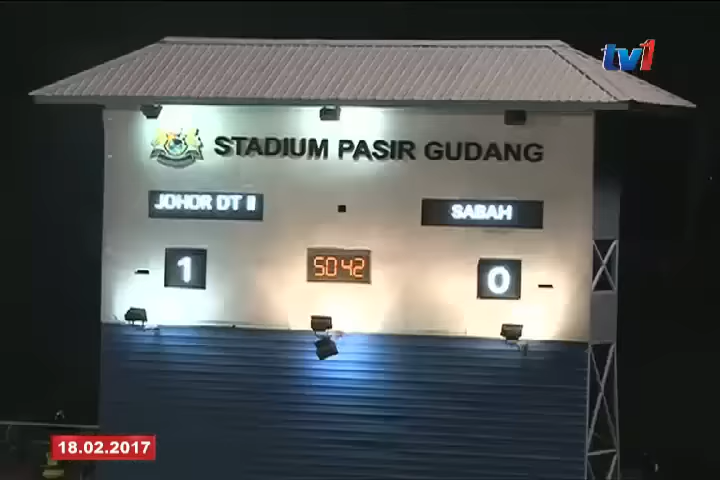 tv1
STADIUM PASIR GUDANG
JOHOR DT II
SABAH
1
50 42
0
18.02.2017